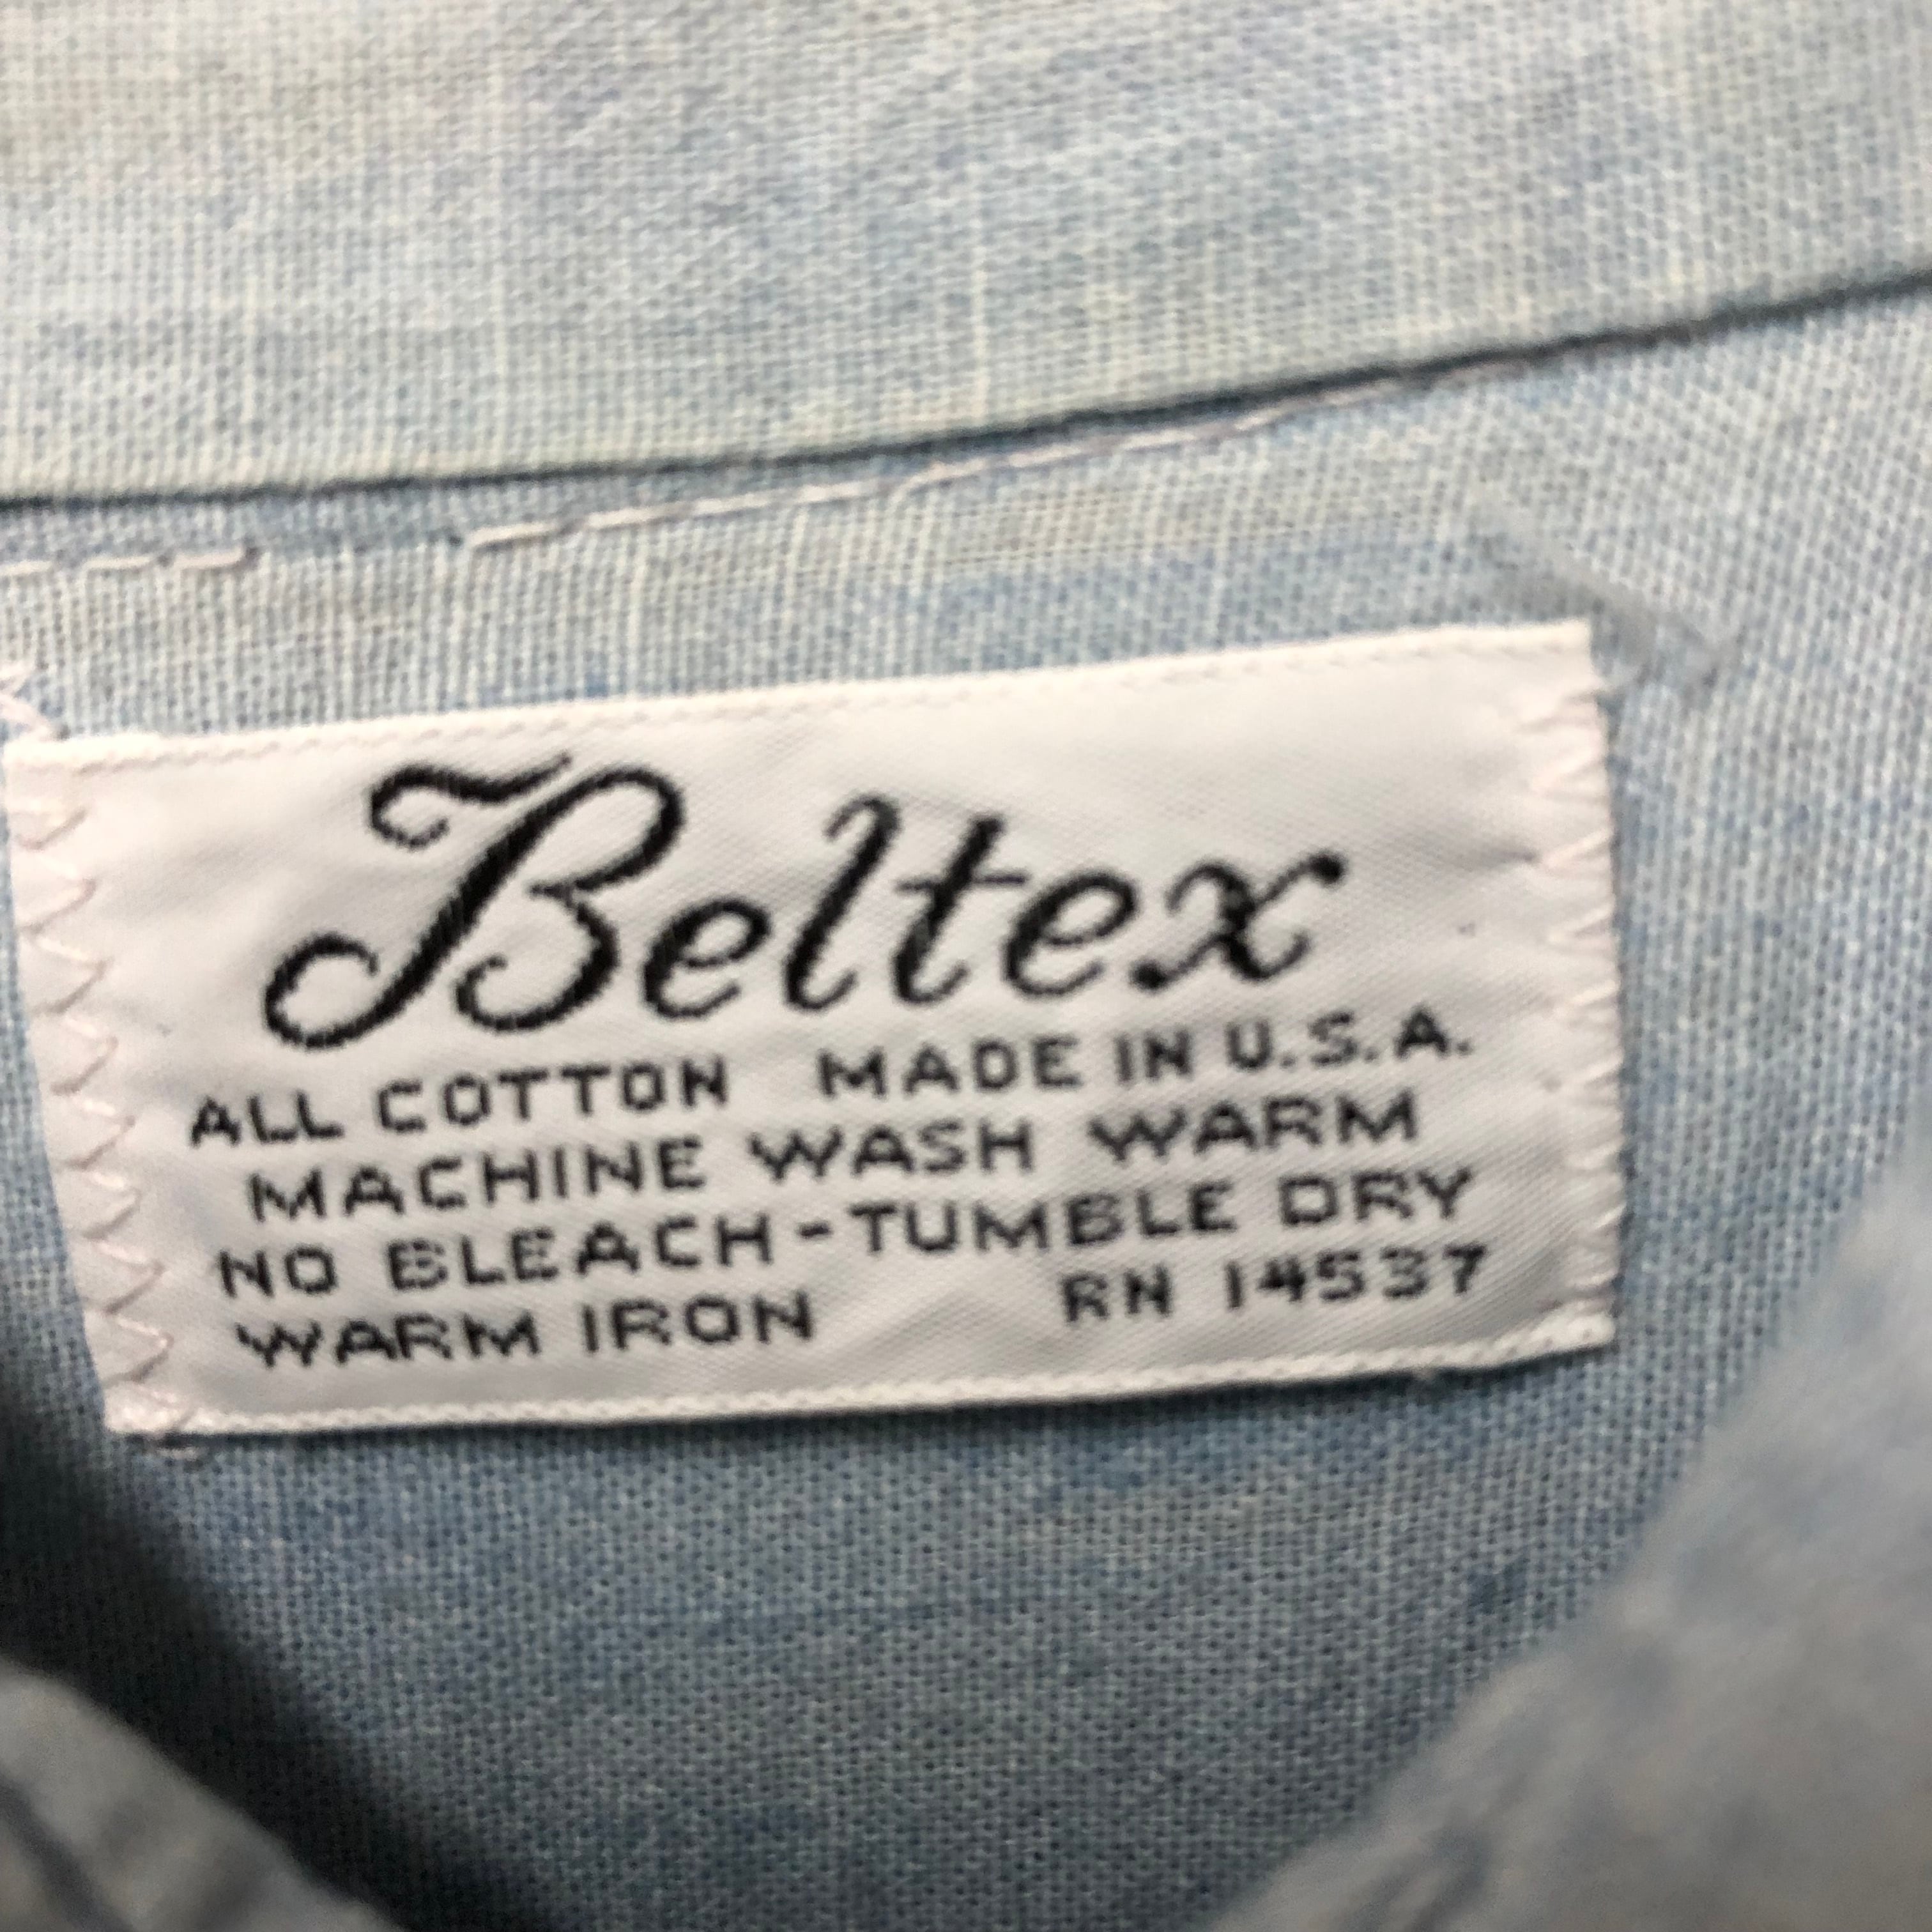 Beltex
ALL COTTON MADE IN U.S.A.
MACHINE WASH WARM
NO BLEACH-TUMBLE DRY
WARM IRON RN 14537